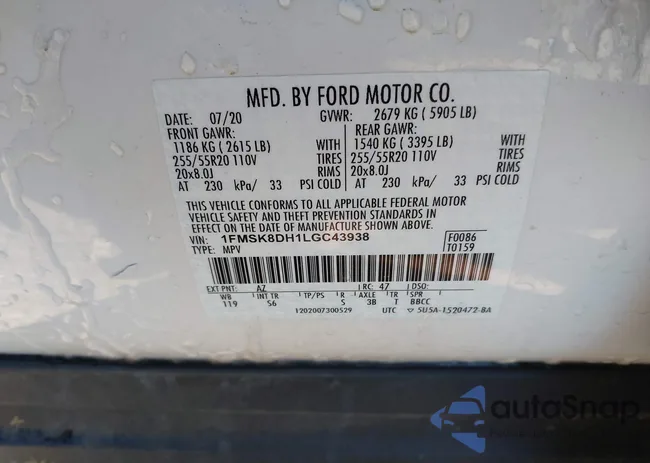 MFD. BY FORD MOTOR CO.
DATE: 07/20 GVWR: 2679 KG ( 5905 LB)
FRONT GAWR: REAR GAWR:
1186 KG ( 2615 LB) WITH 1540 KG ( 3395 LB) WITH
255/55R20 110V TIRES 255/55R20 110V TIRES
20x8.0J RIMS 20x8.0J RIMS
AT 230 kPa/ 33 PSI COLD AT 230 kPa/ 33 PSI COLD
THIS VEHICLE CONFORMS TO ALL APPLICABLE FEDERAL MOTOR
VEHICLE SAFETY AND THEFT PREVENTION STANDARDS IN EFFECT
ON THE DATE OF MANUFACTURE SHOWN ABOVE.
VIN: 1FMSK8DH1LGC43938 F0086
TYPE: MPV T0159
EXT PNT: AZ RC: 47 DSO:
WB INT TR TP/PS R AXLE TR SPR
119 S6 S 3B T BBCC
1202007300529 UTC 5U5A-1520472-BA
autoSnap